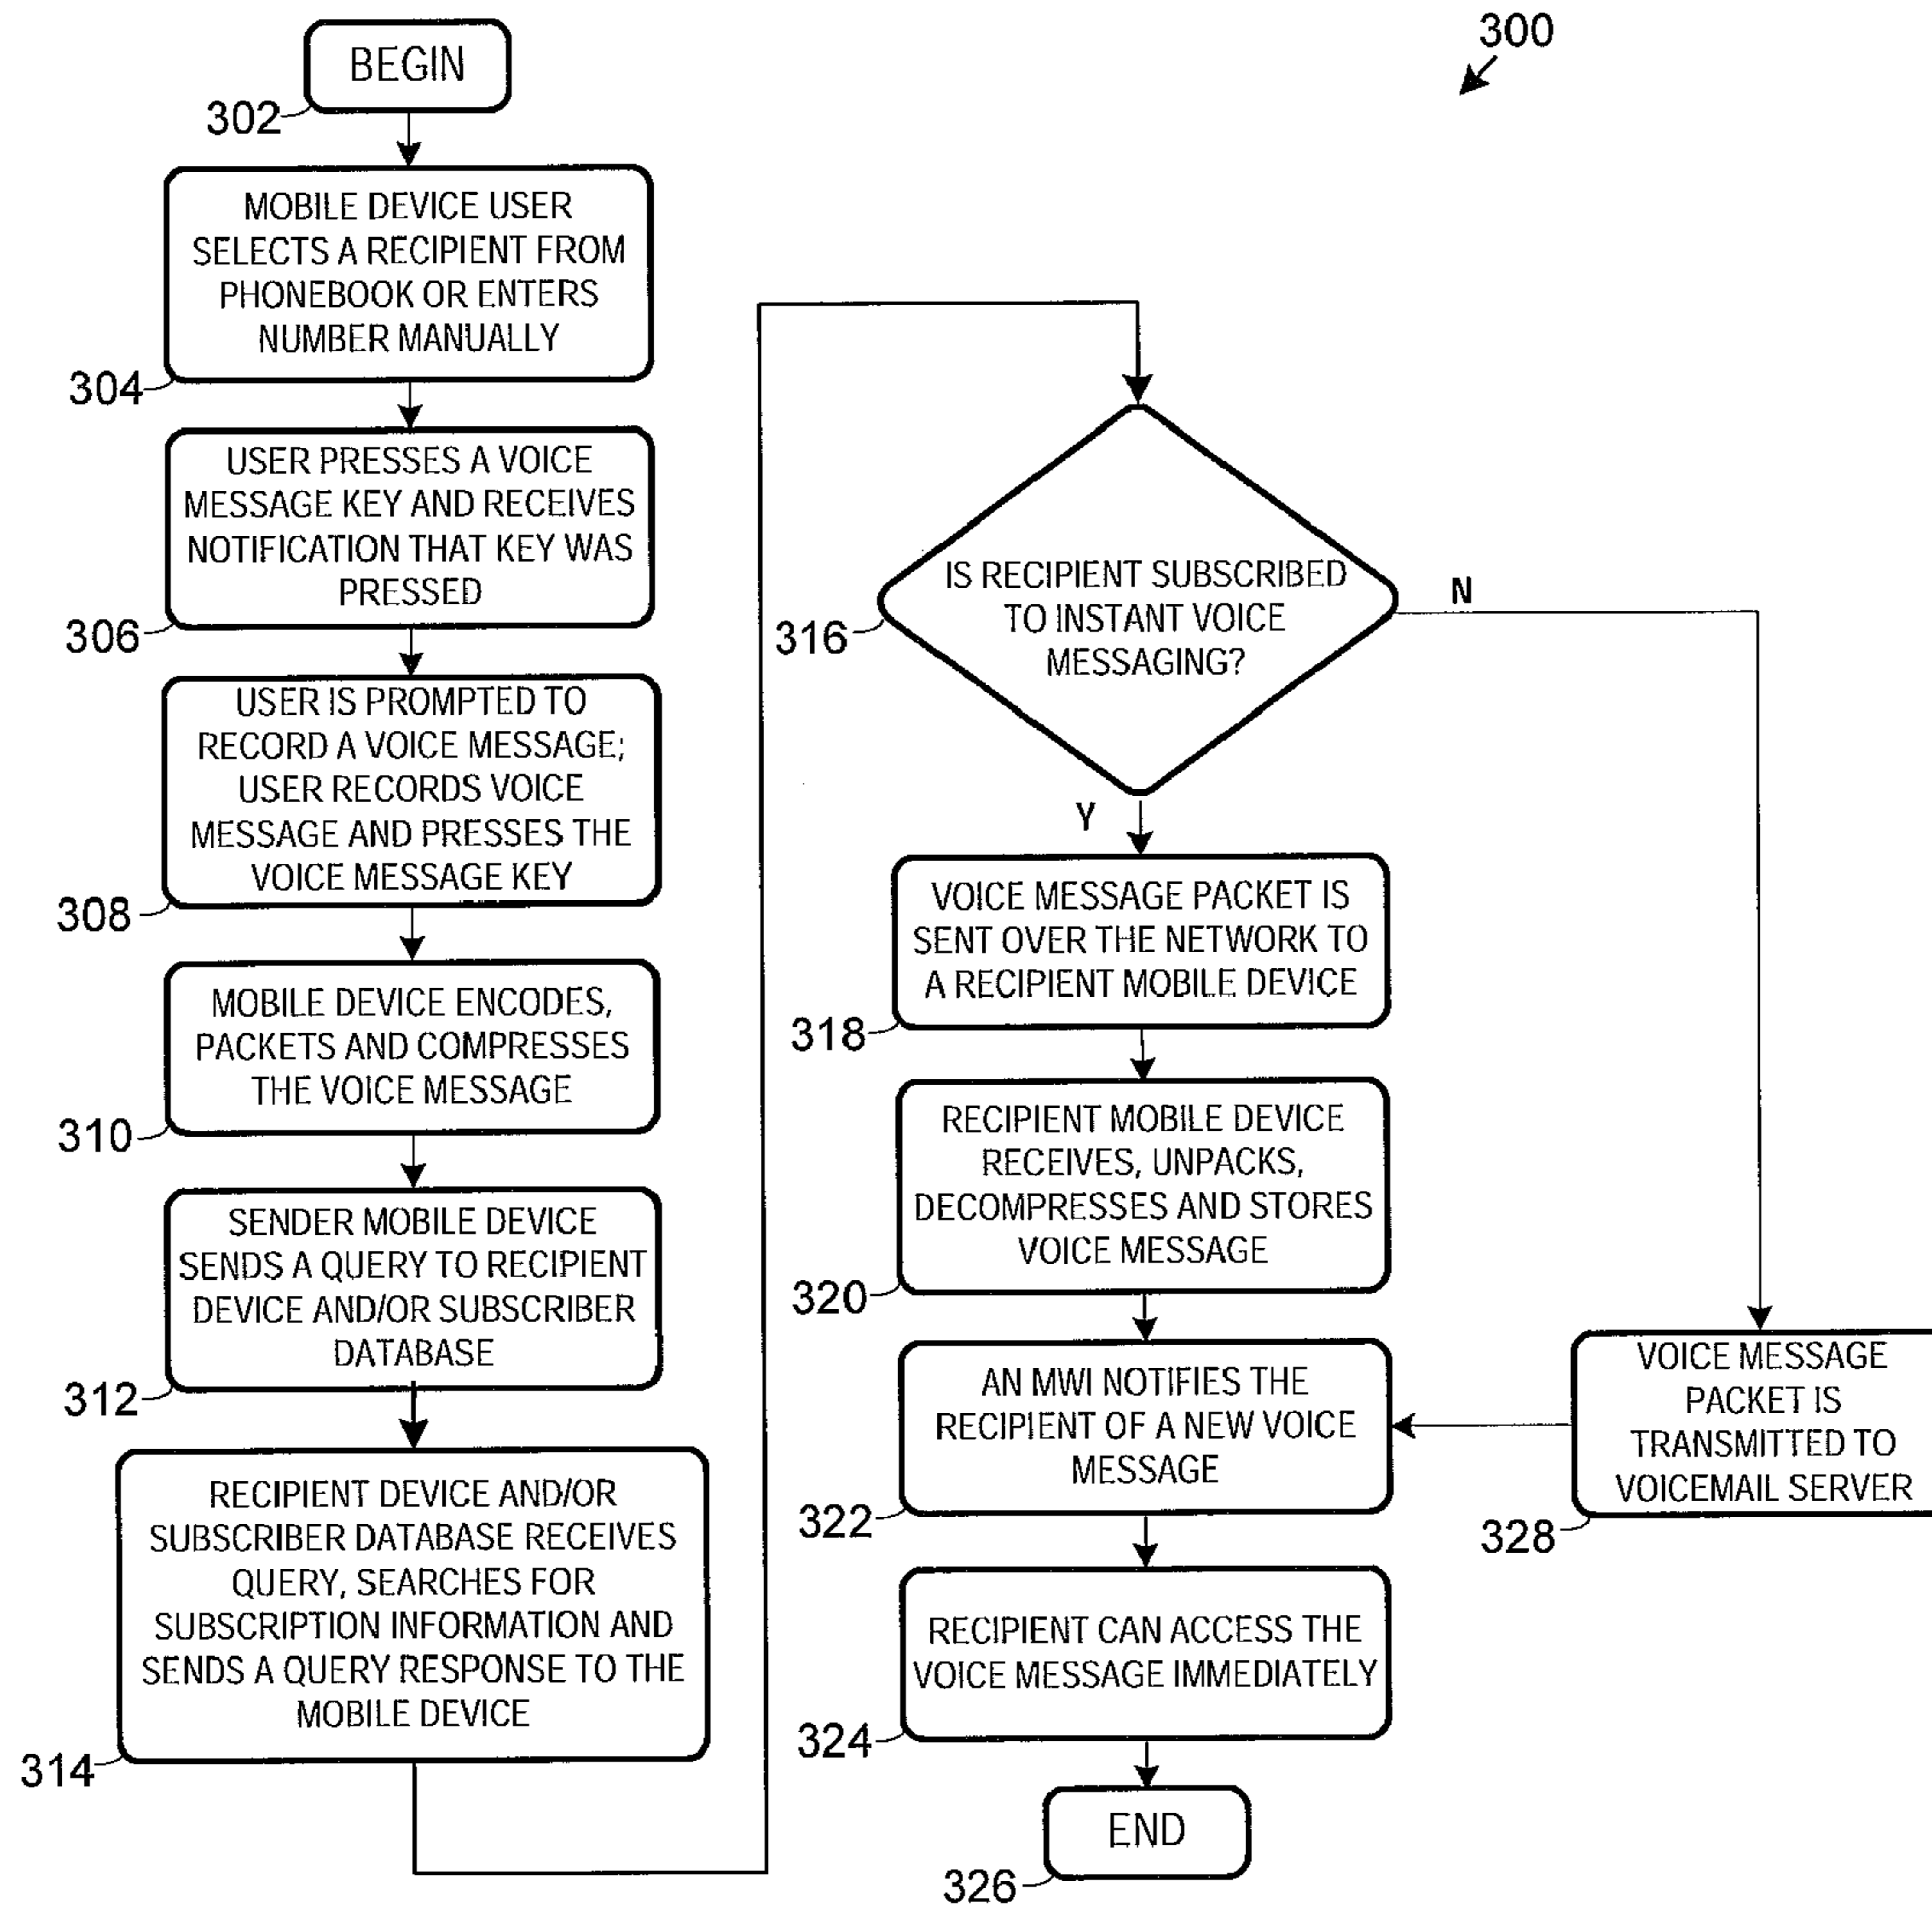 300
BEGIN
302
MOBILE DEVICE USER
SELECTS A RECIPIENT FROM
PHONEBOOK OR ENTERS
NUMBER MANUALLY
304
USER PRESSES A VOICE
MESSAGE KEY AND RECEIVES
NOTIFICATION THAT KEY WAS
PRESSED
306
USER IS PROMPTED TO
RECORD A VOICE MESSAGE;
USER RECORDS VOICE
MESSAGE AND PRESSES THE
VOICE MESSAGE KEY
308
MOBILE DEVICE ENCODES,
PACKETS AND COMPRESSES
THE VOICE MESSAGE
310
SENDER MOBILE DEVICE
SENDS A QUERY TO RECIPIENT
DEVICE AND/OR SUBSCRIBER
DATABASE
312
RECIPIENT DEVICE AND/OR
SUBSCRIBER DATABASE RECEIVES
QUERY, SEARCHES FOR
SUBSCRIPTION INFORMATION AND
SENDS A QUERY RESPONSE TO THE
MOBILE DEVICE
314
IS RECIPIENT SUBSCRIBED
TO INSTANT VOICE
MESSAGING?
316
N
Y
VOICE MESSAGE PACKET IS
SENT OVER THE NETWORK TO
A RECIPIENT MOBILE DEVICE
318
RECIPIENT MOBILE DEVICE
RECEIVES, UNPACKS,
DECOMPRESSES AND STORES
VOICE MESSAGE
320
AN MWI NOTIFIES THE
RECIPIENT OF A NEW VOICE
MESSAGE
322
RECIPIENT CAN ACCESS THE
VOICE MESSAGE IMMEDIATELY
324
END
326
VOICE MESSAGE
PACKET IS
TRANSMITTED TO
VOICEMAIL SERVER
328